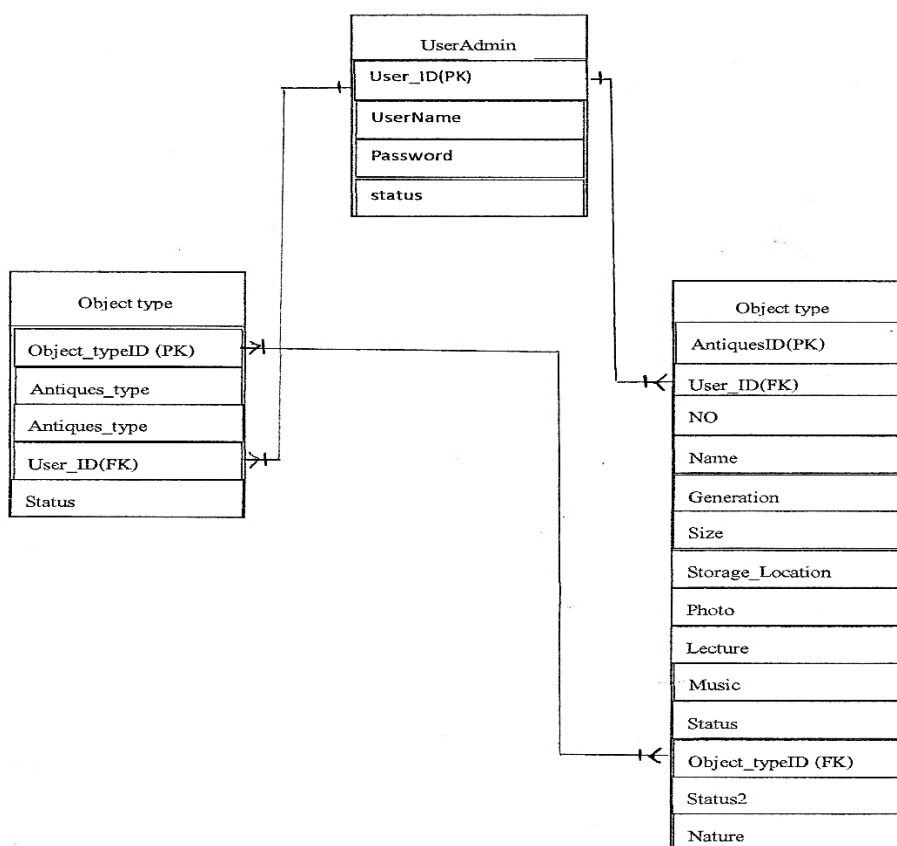 UserAdmin
User_ID(PK)
UserName
Password
status
Object type
Object_typeID (PK)
Antiques_type
Antiques_type
User_ID(FK)
Status
Object type
AntiquesID(PK)
User_ID(FK)
NO
Name
Generation
Size
Storage_Location
Photo
Lecture
Music
Status
Object_typeID (FK)
Status2
Nature